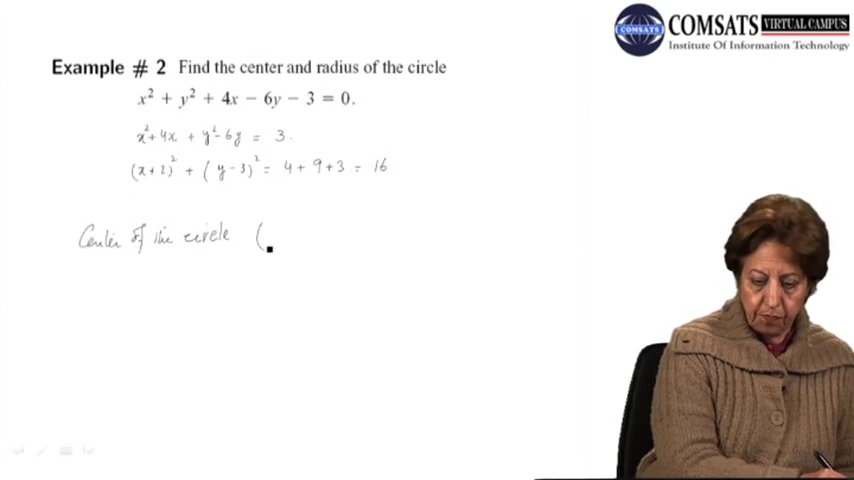 COMSATS VIRTUAL CAMPUS
Institute Of Information Technology
COMSATS
Example # 2 Find the center and radius of the circle
x² + y² + 4x − 6y − 3 = 0.
x² + 4x + y² - 6y = 3.
(x+2)² + (y-3)² = 4 + 9 + 3 = 16
Center of the circle (